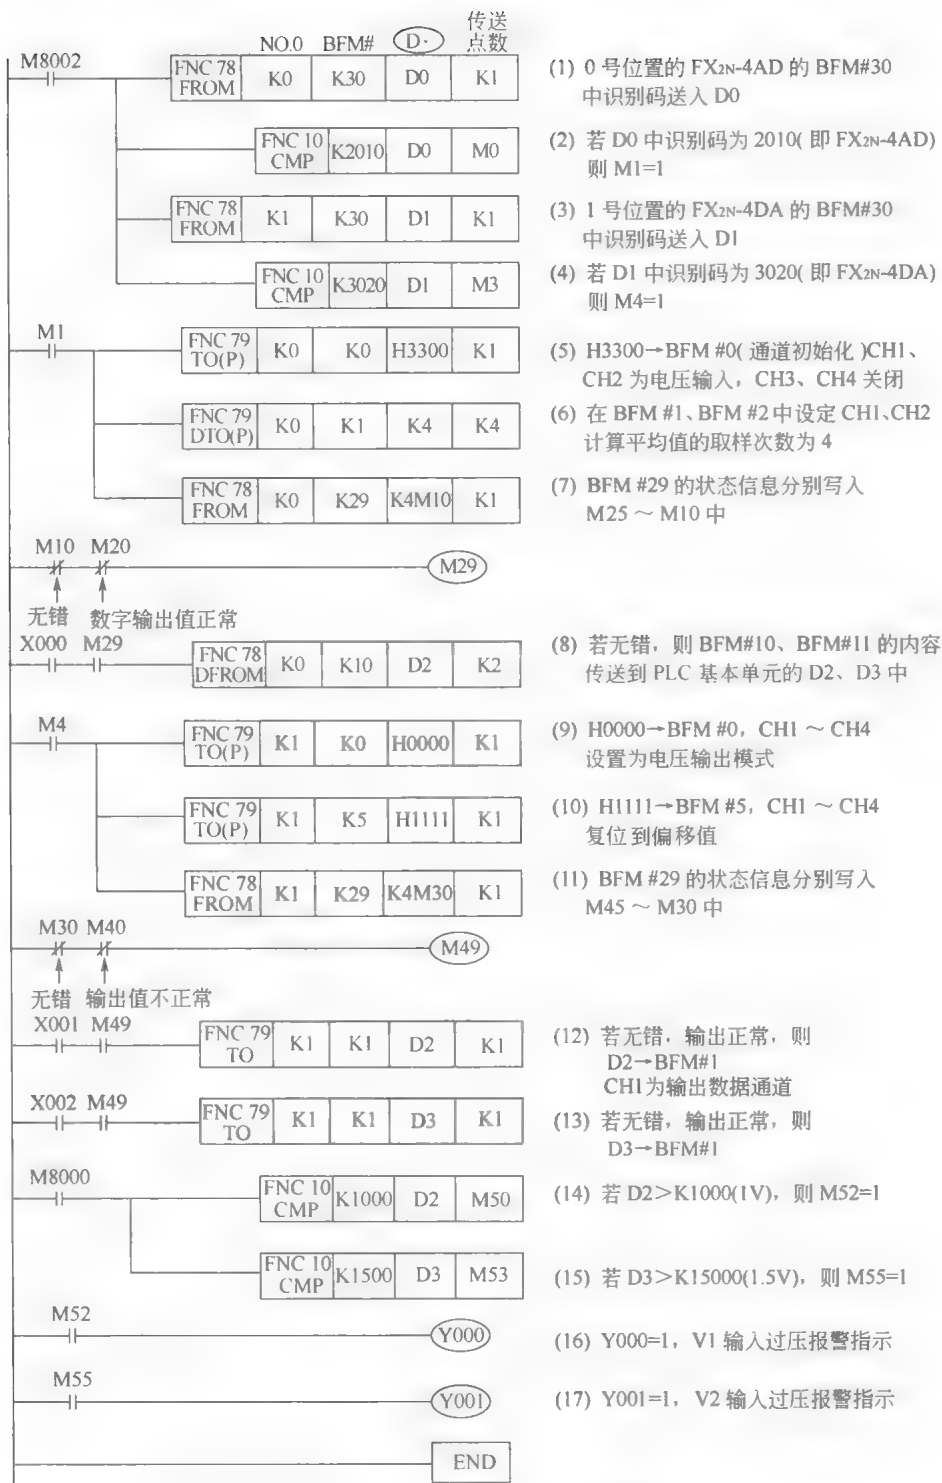 传送
NO.0 BFM# D· 点数
M8002
FNC 78 FROM K0 K30 D0 K1
(1) 0 号位置的 FX2N-4AD 的 BFM#30
中识别码送入 D0
FNC 10 CMP K2010 D0 M0
(2) 若 D0 中识别码为 2010( 即 FX2N-4AD)
则 M1=1
FNC 78 FROM K1 K30 D1 K1
(3) 1 号位置的 FX2N-4DA 的 BFM#30
中识别码送入 D1
FNC 10 CMP K3020 D1 M3
(4) 若 D1 中识别码为 3020( 即 FX2N-4DA)
则 M4=1
M1
FNC 79 TO(P) K0 K0 H3300 K1
(5) H3300→BFM #0( 通道初始化 )CH1、
CH2 为电压输入，CH3、CH4 关闭
FNC 79 DTO(P) K0 K1 K4 K4
(6) 在 BFM #1、BFM #2 中设定 CH1、CH2
计算平均值的取样次数为 4
FNC 78 FROM K0 K29 K4M10 K1
(7) BFM #29 的状态信息分别写入
M25～M10 中
M10 M20
M29
无错 数字输出值正常
X000 M29
FNC 78 DFROM K0 K10 D2 K2
(8) 若无错，则 BFM#10、BFM#11 的内容
传送到 PLC 基本单元的 D2、D3 中
M4
FNC 79 TO(P) K1 K0 H0000 K1
(9) H0000→BFM #0，CH1～CH4
设置为电压输出模式
FNC 79 TO(P) K1 K5 H1111 K1
(10) H1111→BFM #5，CH1～CH4
复位到偏移值
FNC 78 FROM K1 K29 K4M30 K1
(11) BFM #29 的状态信息分别写入
M45～M30 中
M30 M40
M49
无错 输出值不正常
X001 M49
FNC 79 TO K1 K1 D2 K1
(12) 若无错，输出正常，则
D2→BFM#1
CH1为输出数据通道
X002 M49
FNC 79 TO K1 K1 D3 K1
(13) 若无错，输出正常，则
D3→BFM#1
M8000
FNC 10 CMP K1000 D2 M50
(14) 若 D2＞K1000(1V)，则 M52=1
FNC 10 CMP K1500 D3 M53
(15) 若 D3＞K15000(1.5V)，则 M55=1
M52
Y000
(16) Y000=1，V1 输入过压报警指示
M55
Y001
(17) Y001=1，V2 输入过压报警指示
END